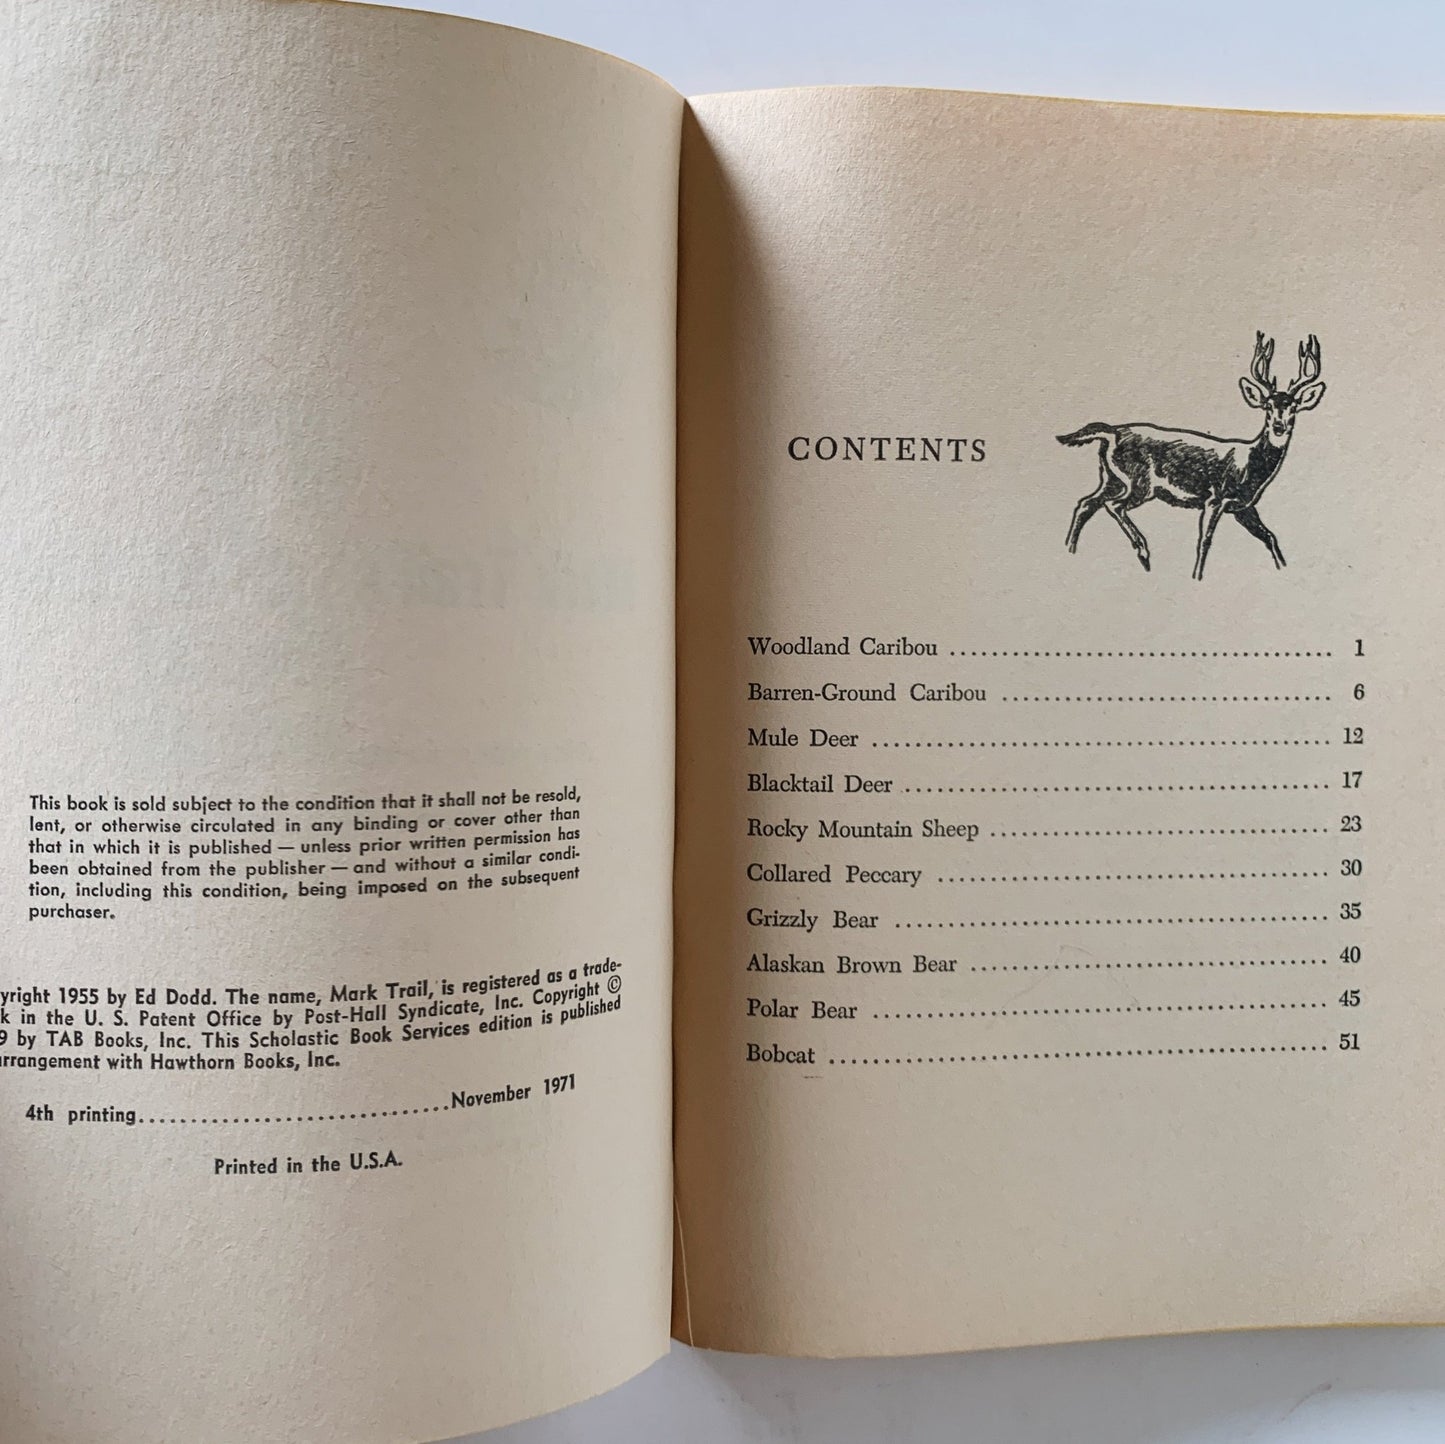 This book is sold subject to the condition that it shall not be resold,
lent, or otherwise circulated in any binding or cover other than
that in which it is published — unless prior written permission has
been obtained from the publisher — and without a similar condi-
tion, including this condition, being imposed on the subsequent
purchaser.
yright 1955 by Ed Dodd. The name, Mark Trail, is registered as a trade-
k in the U. S. Patent Office by Post-Hall Syndicate, Inc. Copyright ©
9 by TAB Books, Inc. This Scholastic Book Services edition is published
rrangement with Hawthorn Books, Inc.
4th printing..............................November 1971
Printed in the U.S.A.
CONTENTS
Woodland Caribou .................................... 1
Barren-Ground Caribou ............................... 6
Mule Deer ........................................... 12
Blacktail Deer ........................................ 17
Rocky Mountain Sheep ................................ 23
Collared Peccary ..................................... 30
Grizzly Bear ......................................... 35
Alaskan Brown Bear .................................. 40
Polar Bear ........................................... 45
Bobcat ............................................... 51